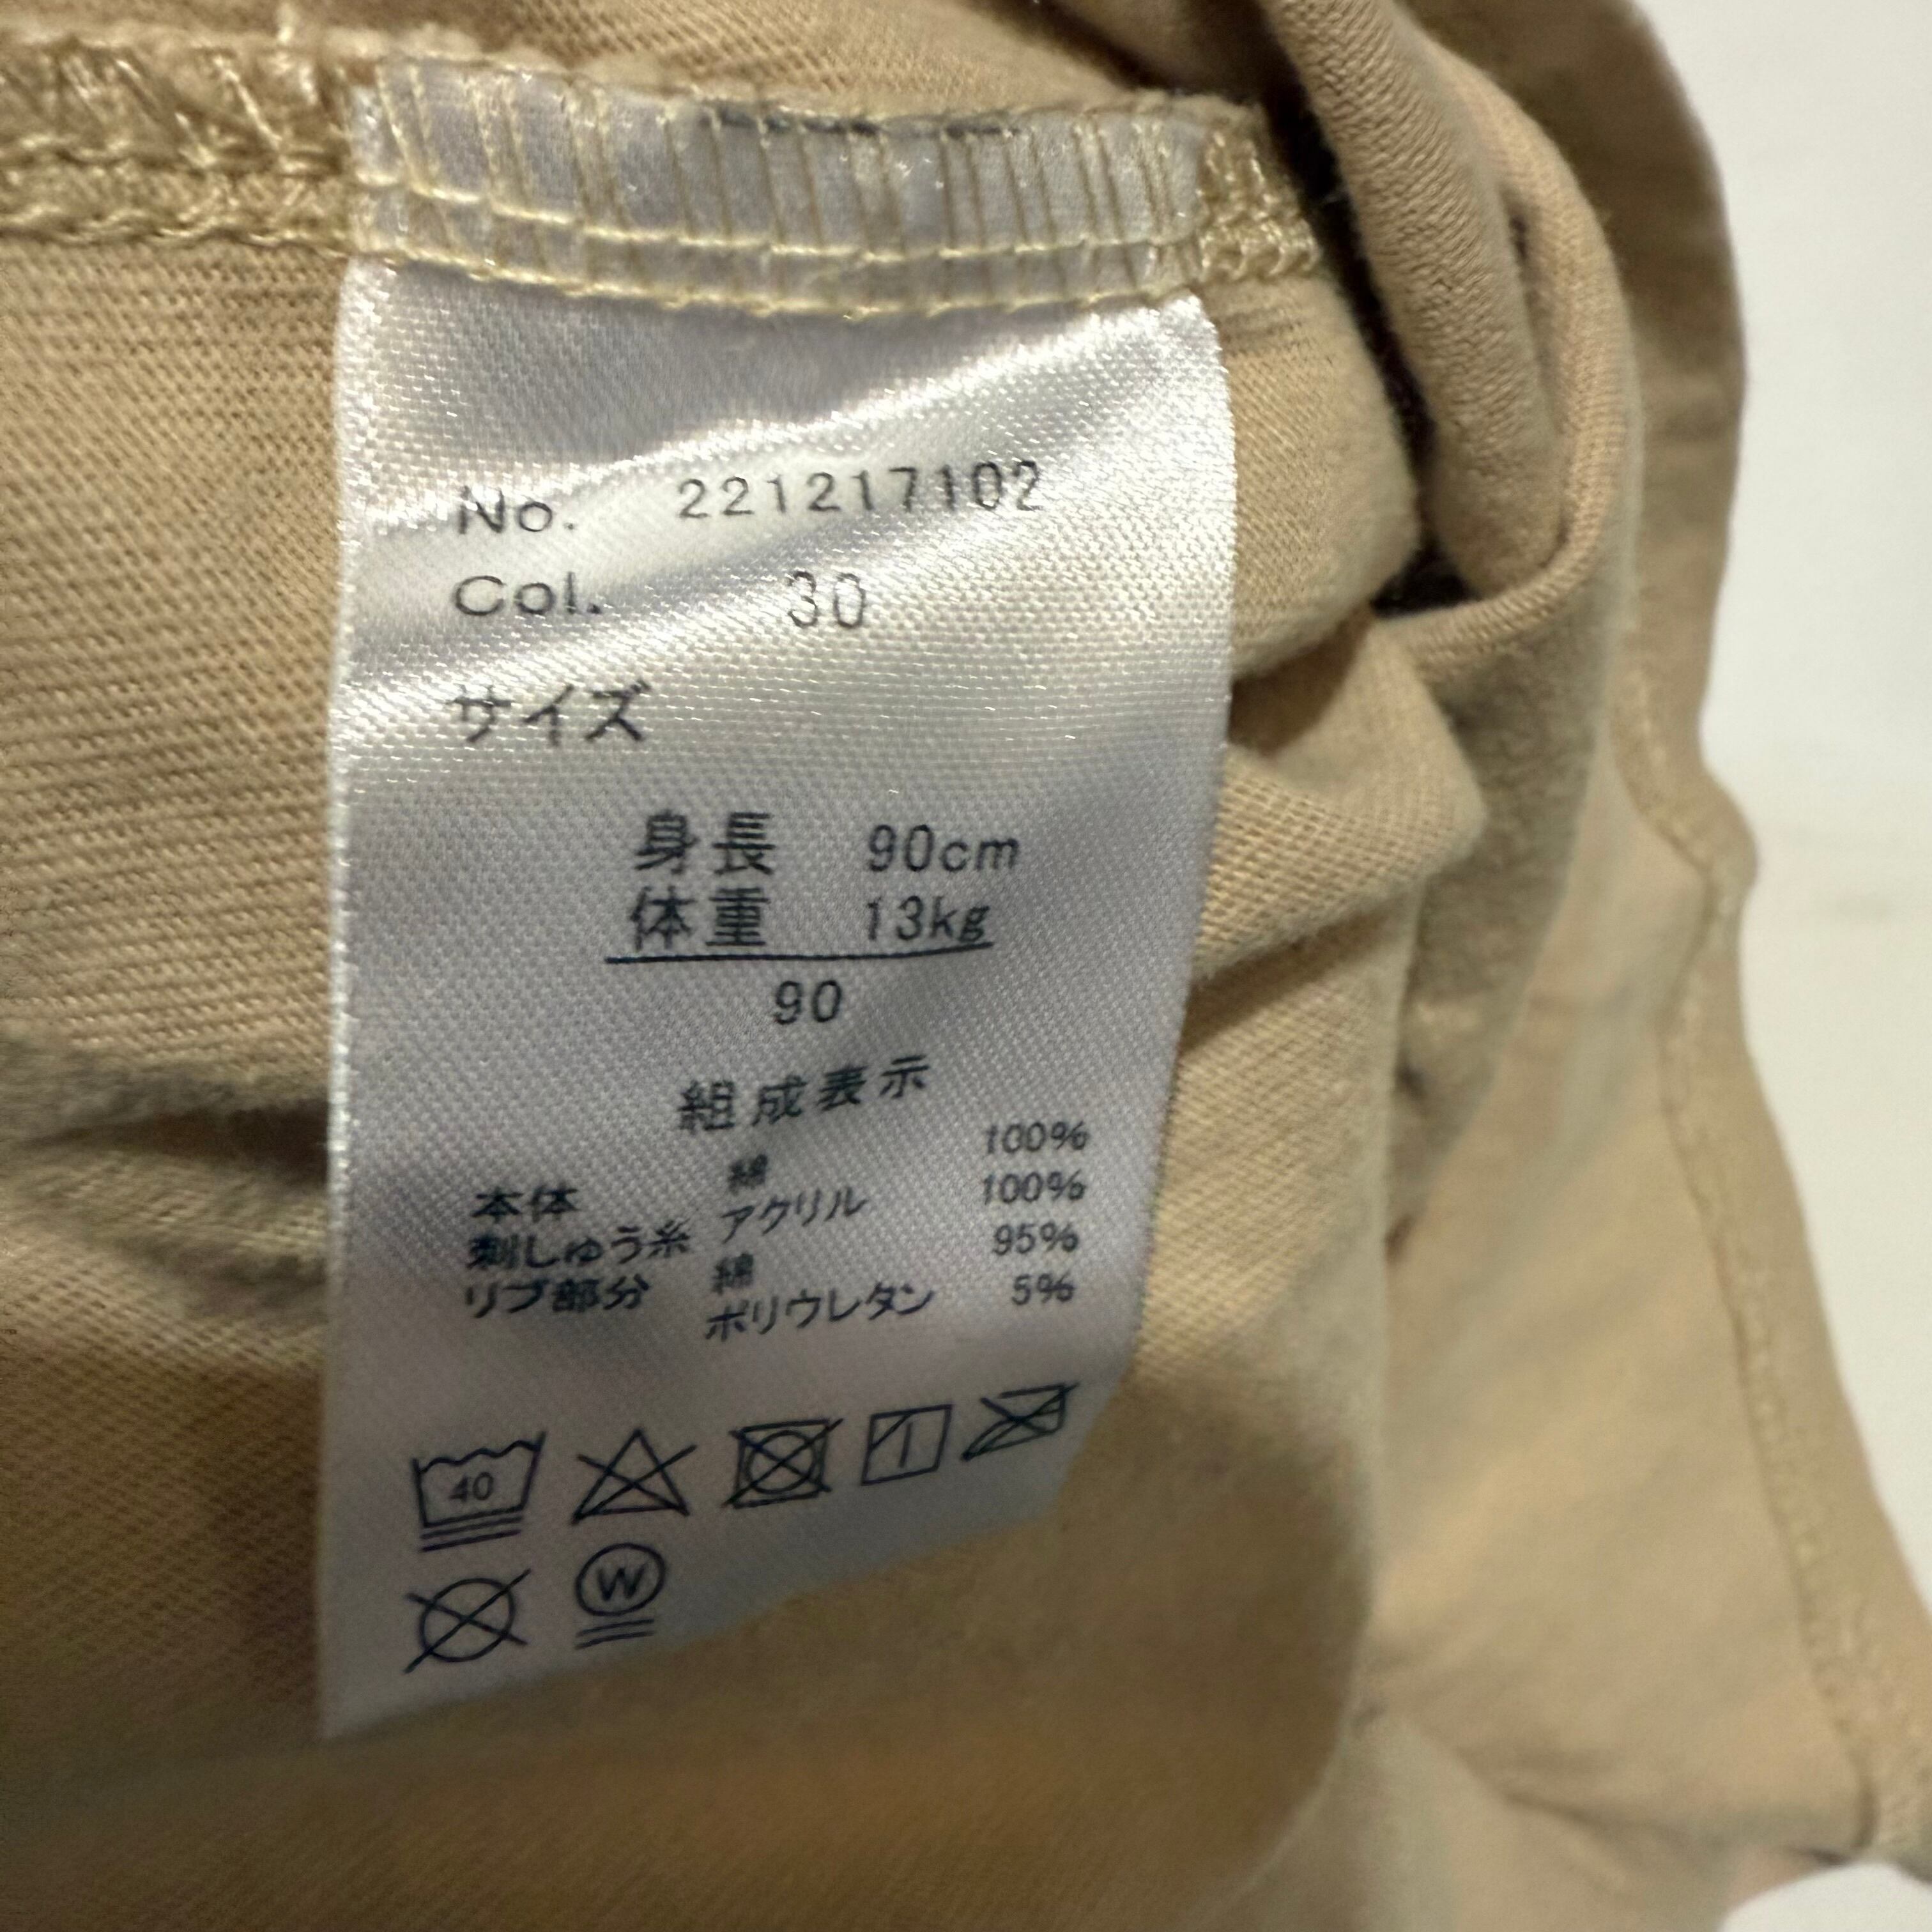 No. 221217102
Col. 30
サイズ
身長 90cm
体重 13kg
90
組成表示
本体 綿 100%
刺しゅう糸 アクリル 100%
リブ部分 綿 95%
ポリウレタン 5%
40
W